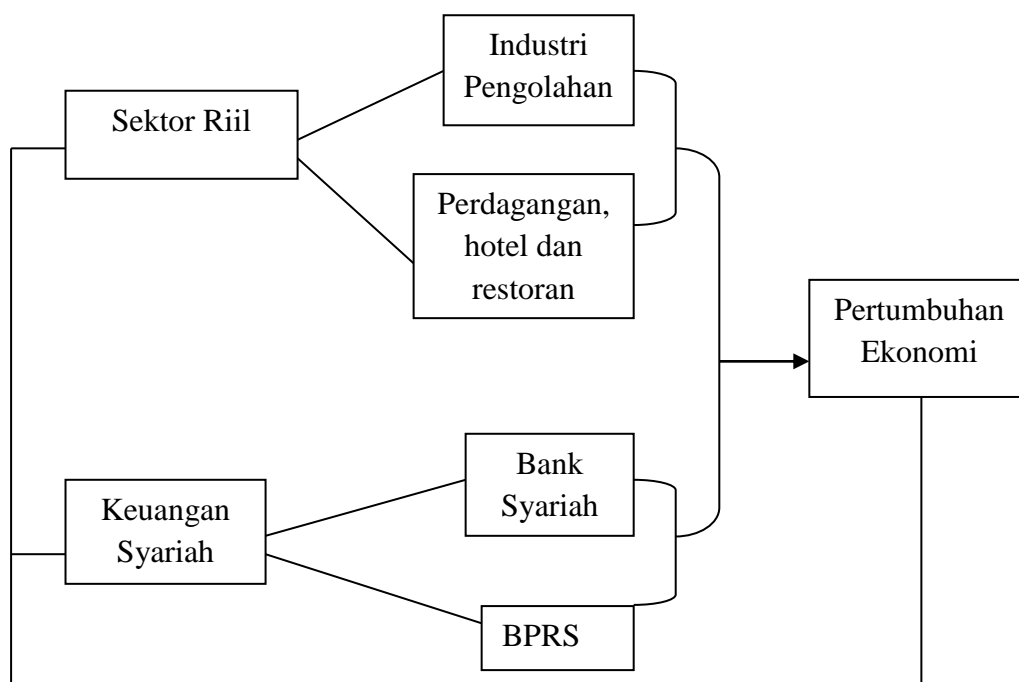 Industri
Pengolahan
Sektor Riil
Perdagangan,
hotel dan
restoran
Pertumbuhan
Ekonomi
Bank
Syariah
Keuangan
Syariah
BPRS